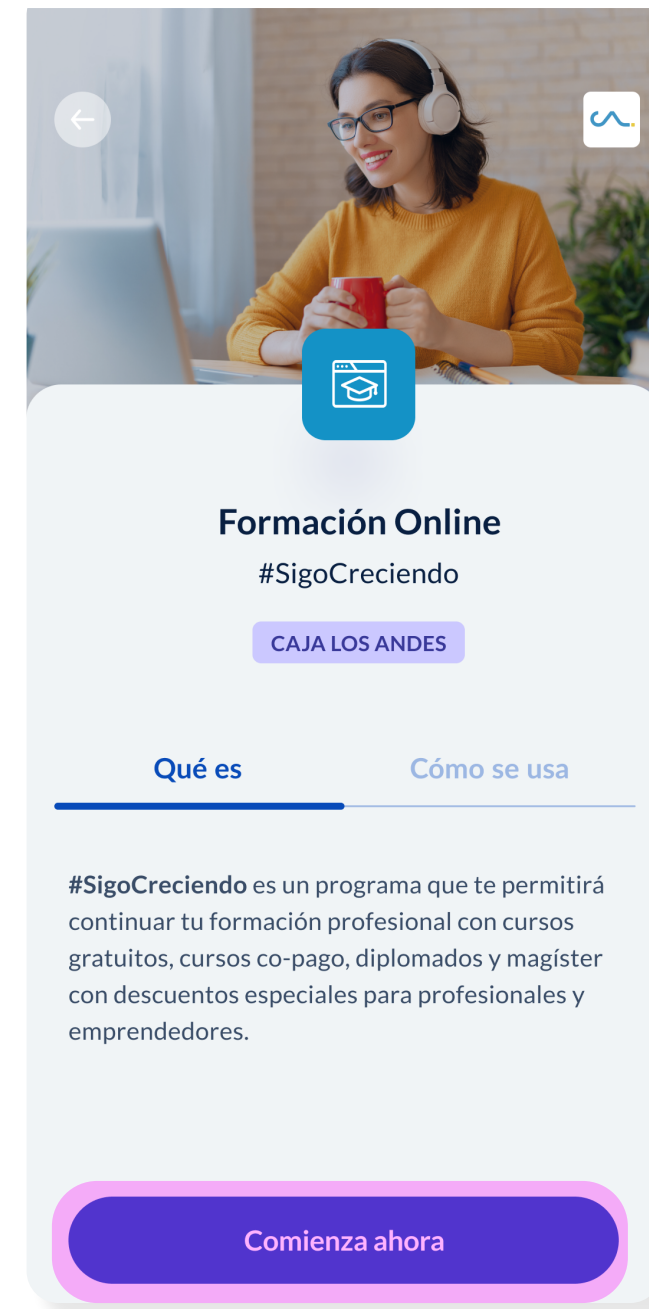 Formación Online
#SigoCreciendo
CAJA LOS ANDES
Qué es
Cómo se usa
#SigoCreciendo es un programa que te permitirá
continuar tu formación profesional con cursos
gratuitos, cursos co-pago, diplomados y magíster
con descuentos especiales para profesionales y
emprendedores.
Comienza ahora